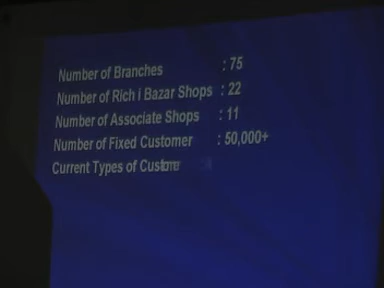 Number of Branches : 75
Number of Rich i Bazar Shops : 22
Number of Associate Shops : 11
Number of Fixed Customer : 50,000+
Current Types of Custome